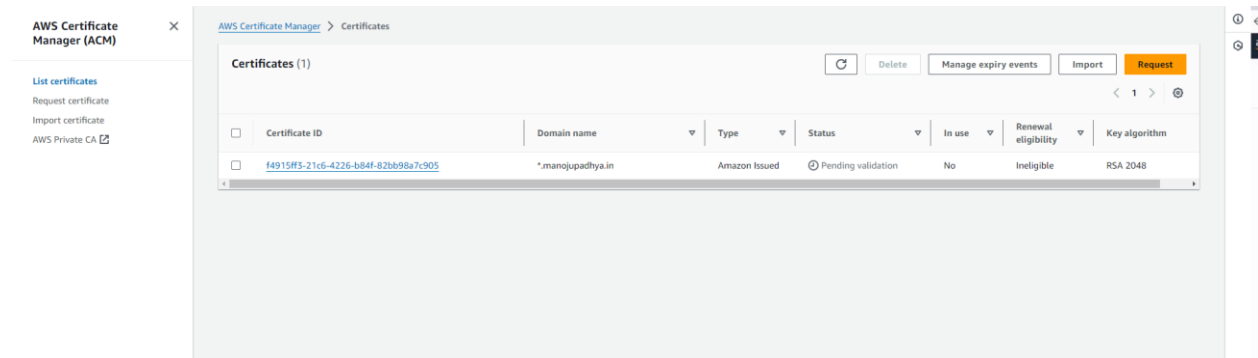 AWS Certificate
Manager (ACM)
List certificates
Request certificate
Import certificate
AWS Private CA
AWS Certificate Manager > Certificates
Certificates (1)
Delete
Manage expiry events
Import
Request
1
Certificate ID
Domain name
Type
Status
In use
Renewal
eligibility
Key algorithm
f4915ff3-21c6-4226-b84f-82bb98a7c905
*.manojupadhya.in
Amazon Issued
Pending validation
No
Ineligible
RSA 2048